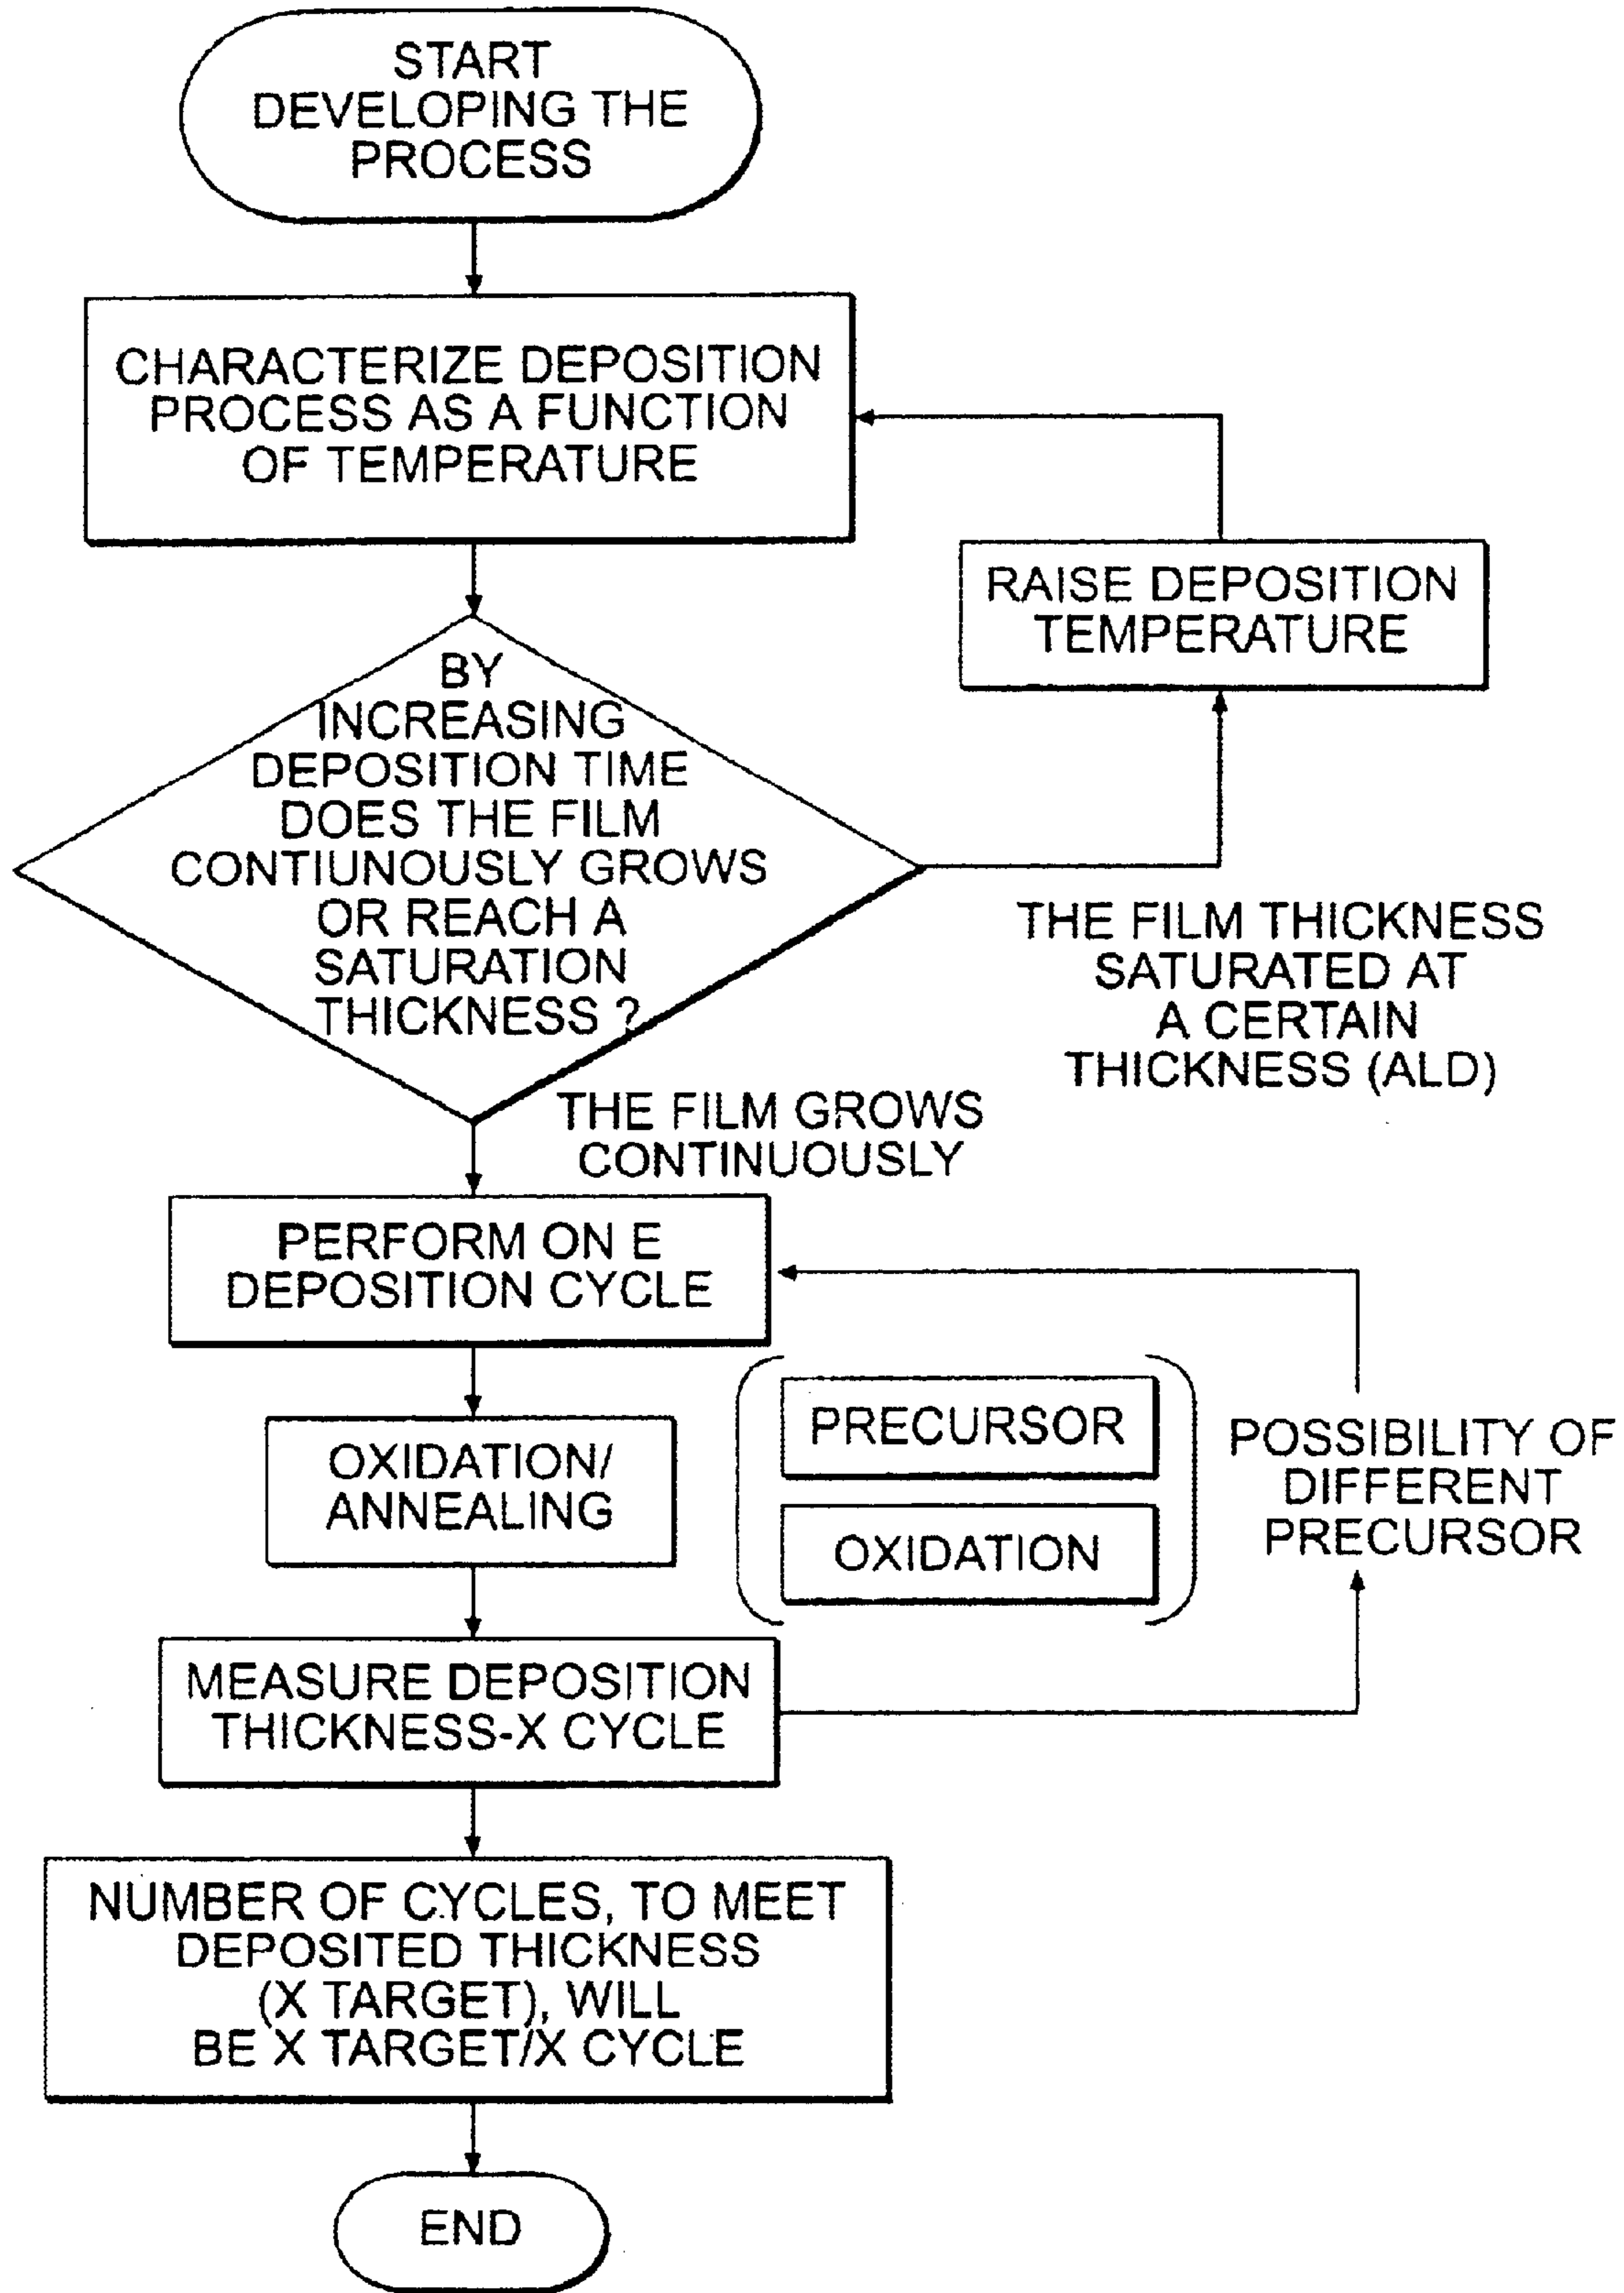 START
DEVELOPING THE
PROCESS
CHARACTERIZE DEPOSITION
PROCESS AS A FUNCTION
OF TEMPERATURE
RAISE DEPOSITION
TEMPERATURE
BY
INCREASING
DEPOSITION TIME
DOES THE FILM
CONTIUNOUSLY GROWS
OR REACH A
SATURATION
THICKNESS ?
THE FILM THICKNESS
SATURATED AT
A CERTAIN
THICKNESS (ALD)
THE FILM GROWS
CONTINUOUSLY
PERFORM ON E
DEPOSITION CYCLE
OXIDATION/
ANNEALING
PRECURSOR
OXIDATION
POSSIBILITY OF
DIFFERENT
PRECURSOR
MEASURE DEPOSITION
THICKNESS-X CYCLE
NUMBER OF CYCLES, TO MEET
DEPOSITED THICKNESS
(X TARGET), WILL
BE X TARGET/X CYCLE
END